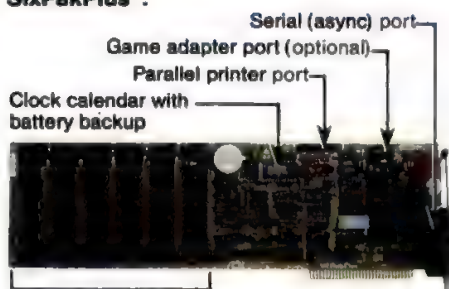 SixPakPlus".
Serial (async) port
Game adapter port (optional)
Parallel printer port
Clock calendar with
battery backup